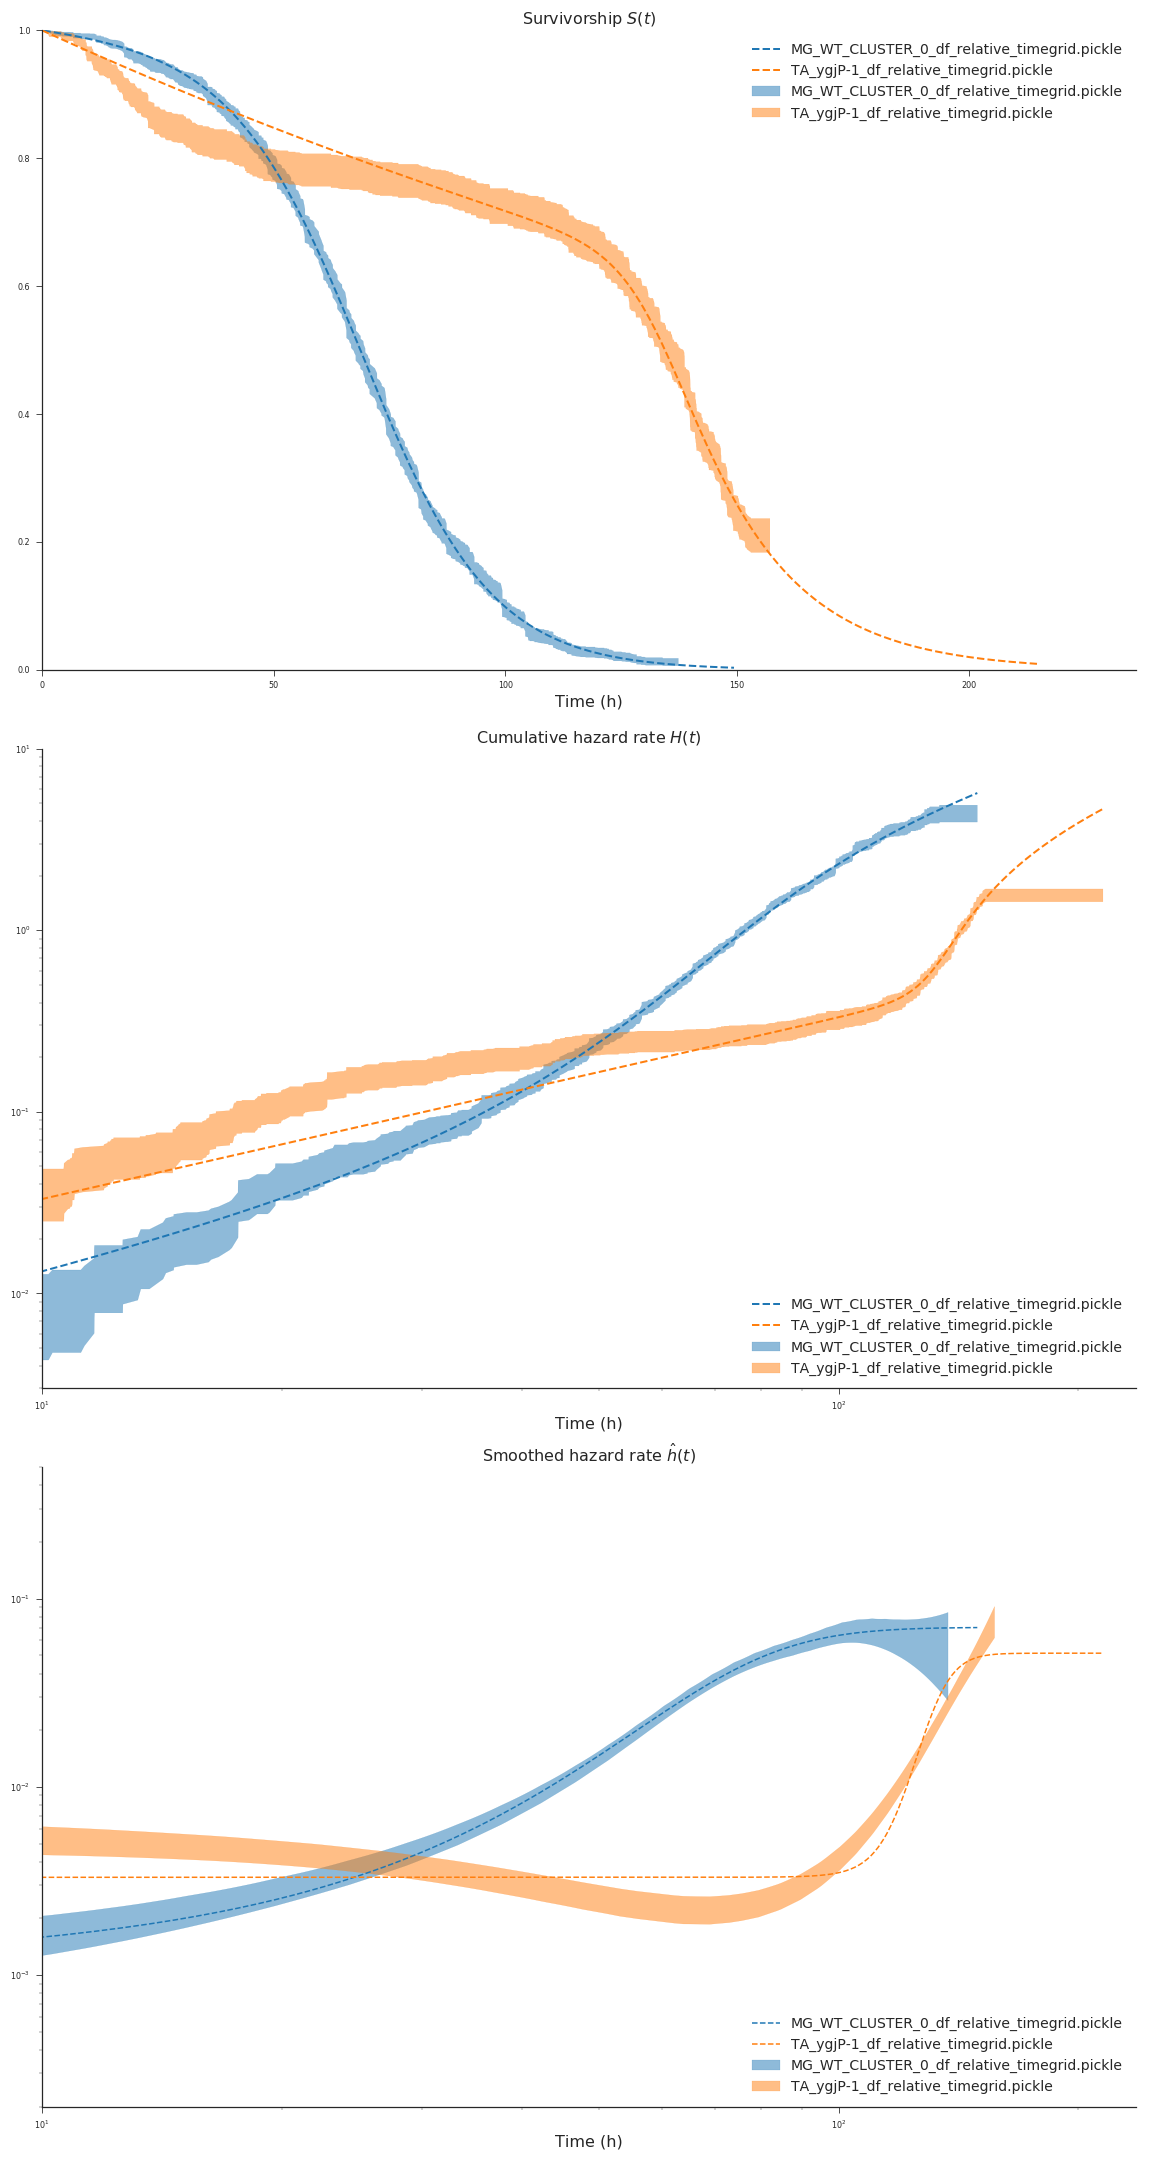 Survivorship S(t)
1.0
0.8
0.6
0.4
0.2
0.0
MG_WT_CLUSTER_0_df_relative_timegrid.pickle
TA_ygjP-1_df_relative_timegrid.pickle
MG_WT_CLUSTER_0_df_relative_timegrid.pickle
TA_ygjP-1_df_relative_timegrid.pickle
0 50 100 150 200
Time (h)
Cumulative hazard rate H(t)
10¹
10⁰
10⁻¹
10⁻²
MG_WT_CLUSTER_0_df_relative_timegrid.pickle
TA_ygjP-1_df_relative_timegrid.pickle
MG_WT_CLUSTER_0_df_relative_timegrid.pickle
TA_ygjP-1_df_relative_timegrid.pickle
10¹ 10²
Time (h)
Smoothed hazard rate ĥ(t)
10⁻¹
10⁻²
10⁻³
MG_WT_CLUSTER_0_df_relative_timegrid.pickle
TA_ygjP-1_df_relative_timegrid.pickle
MG_WT_CLUSTER_0_df_relative_timegrid.pickle
TA_ygjP-1_df_relative_timegrid.pickle
10¹ 10²
Time (h)